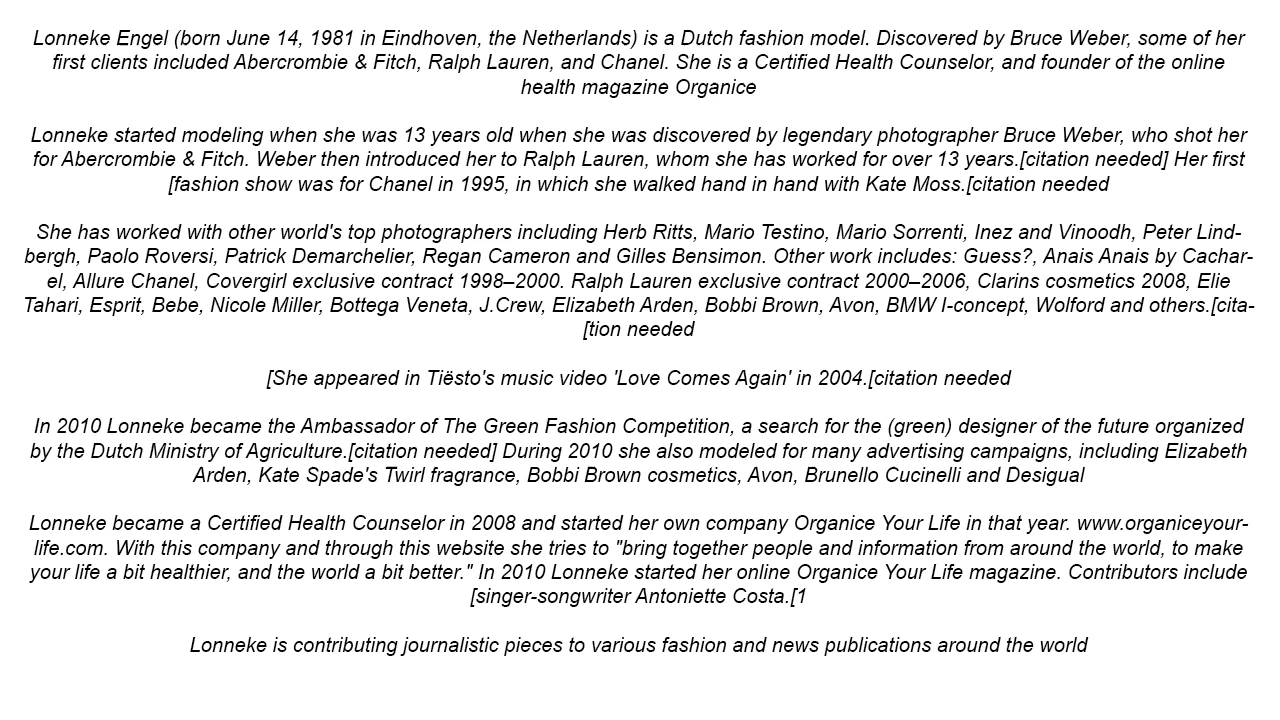 Lonneke Engel (born June 14, 1981 in Eindhoven, the Netherlands) is a Dutch fashion model. Discovered by Bruce Weber, some of her
first clients included Abercrombie & Fitch, Ralph Lauren, and Chanel. She is a Certified Health Counselor, and founder of the online
health magazine Organice
Lonneke started modeling when she was 13 years old when she was discovered by legendary photographer Bruce Weber, who shot her
for Abercrombie & Fitch. Weber then introduced her to Ralph Lauren, whom she has worked for over 13 years.[citation needed] Her first
[fashion show was for Chanel in 1995, in which she walked hand in hand with Kate Moss.[citation needed
She has worked with other world's top photographers including Herb Ritts, Mario Testino, Mario Sorrenti, Inez and Vinoodh, Peter Lind-
bergh, Paolo Roversi, Patrick Demarchelier, Regan Cameron and Gilles Bensimon. Other work includes: Guess?, Anais Anais by Cachar-
el, Allure Chanel, Covergirl exclusive contract 1998–2000. Ralph Lauren exclusive contract 2000–2006, Clarins cosmetics 2008, Elie
Tahari, Esprit, Bebe, Nicole Miller, Bottega Veneta, J.Crew, Elizabeth Arden, Bobbi Brown, Avon, BMW I-concept, Wolford and others.[cita-
[tion needed
[She appeared in Tiësto's music video 'Love Comes Again' in 2004.[citation needed
In 2010 Lonneke became the Ambassador of The Green Fashion Competition, a search for the (green) designer of the future organized
by the Dutch Ministry of Agriculture.[citation needed] During 2010 she also modeled for many advertising campaigns, including Elizabeth
Arden, Kate Spade's Twirl fragrance, Bobbi Brown cosmetics, Avon, Brunello Cucinelli and Desigual
Lonneke became a Certified Health Counselor in 2008 and started her own company Organice Your Life in that year. www.organiceyour-
life.com. With this company and through this website she tries to "bring together people and information from around the world, to make
your life a bit healthier, and the world a bit better." In 2010 Lonneke started her online Organice Your Life magazine. Contributors include
[singer-songwriter Antoniette Costa.[1
Lonneke is contributing journalistic pieces to various fashion and news publications around the world